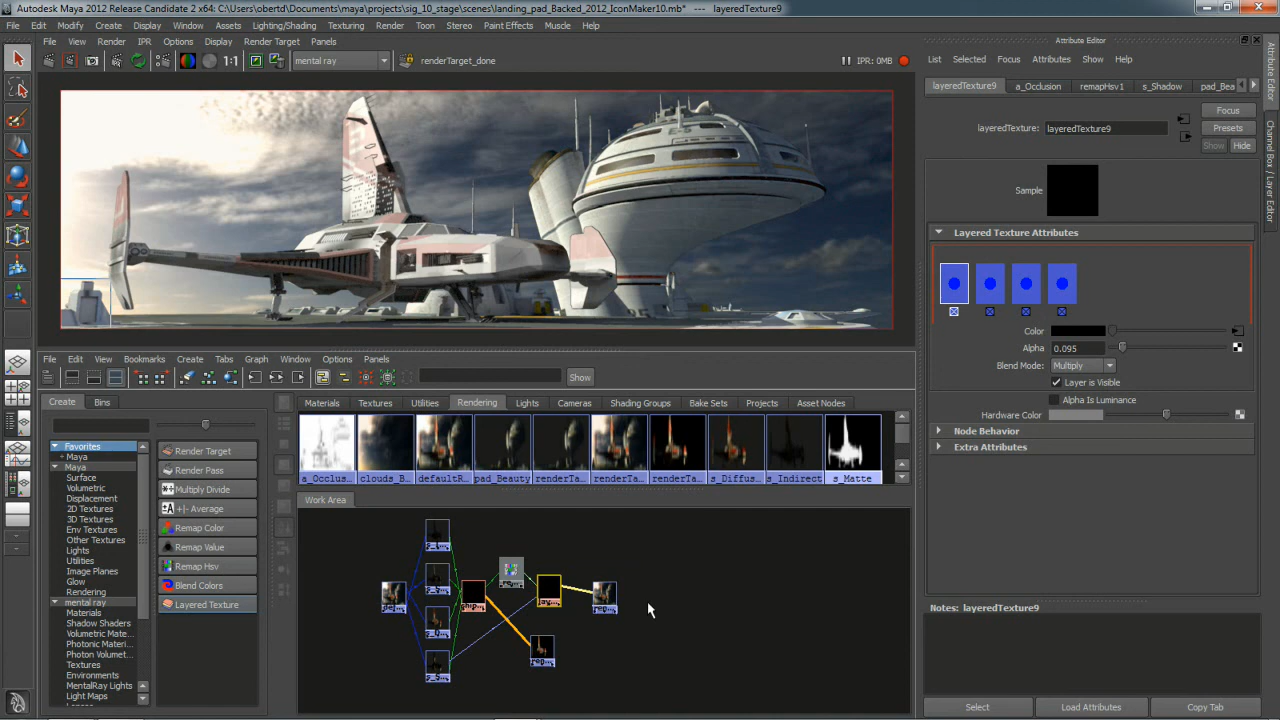 Autodesk Maya 2012 Release Candidate 2 x64: C:\Users\obertd\Documents\maya\projects\sig_10_stage\scenes\landing_pad_Backed_2012_IconMaker10.mb* --- layeredTexture9
File Edit Modify Create Display Window Assets Lighting/Shading Texturing Render Toon Stereo Paint Effects Muscle Help
File View Render IPR Options Display Render Target Panels
1:1 mental ray renderTarget_done IPR: 0MB
File Edit View Bookmarks Create Tabs Graph Window Options Panels
Show
Create Bins
Favorites
+ Maya
Maya
Surface
Volumetric
Displacement
2D Textures
3D Textures
Env Textures
Other Textures
Lights
Utilities
Image Planes
Glow
Rendering
mental ray
Materials
Shadow Shaders
Volumetric Mate...
Photonic Materi...
Photon Volumet...
Textures
Environments
MentalRay Lights
Light Maps
Render Target
Render Pass
Multiply Divide
+|- Average
Remap Color
Remap Value
Remap Hsv
Blend Colors
Layered Texture
Materials Textures Utilities Rendering Lights Cameras Shading Groups Bake Sets Projects Asset Nodes
a_Occlus... clouds_B... defaultR... pad_Beauty renderTa... renderTa... renderTa... s_Diffus... s_Indirect s_Matte
Work Area
Attribute Editor
List Selected Focus Attributes Show Help
layeredTexture9 a_Occlusion remapHsv1 s_Shadow pad_Bea
Focus
layeredTexture: layeredTexture9
Presets
Show Hide
Sample
Layered Texture Attributes
Color
Alpha 0.095
Blend Mode: Multiply
Layer is Visible
Alpha Is Luminance
Hardware Color
Node Behavior
Extra Attributes
Notes: layeredTexture9
Select Load Attributes Copy Tab
Attribute Editor
Channel Box / Layer Editor